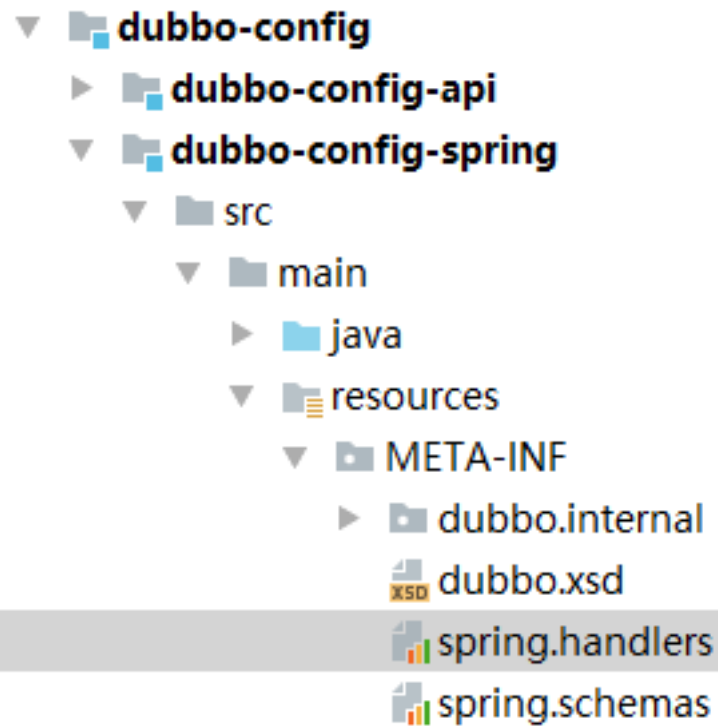 dubbo-config
dubbo-config-api
dubbo-config-spring
src
main
java
resources
META-INF
dubbo.internal
XSD dubbo.xsd
spring.handlers
spring.schemas